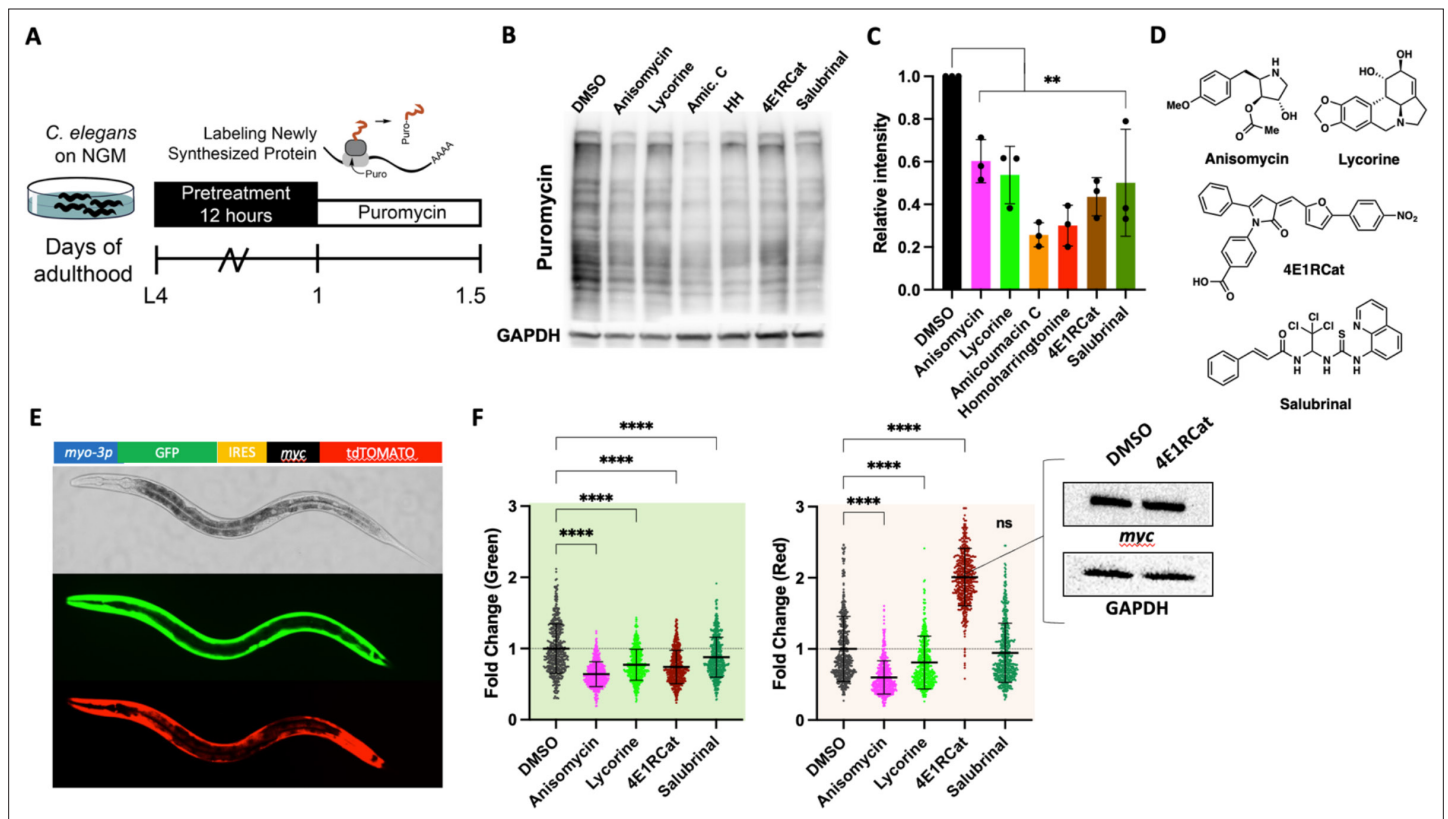 A
C. elegans
on NGM
Labeling Newly
Synthesized Protein
Puro-
Puro
AAAA
Pretreatment
12 hours
Puromycin
Days of
adulthood
L4
1
1.5
B
DMSO
Anisomycin
Lycorine
Amic. C
HH
4E1RCat
Salubrinal
Puromycin
GAPDH
C
**
Relative intensity
1.0
0.8
0.6
0.4
0.2
0.0
DMSO
Anisomycin
Lycorine
Amicoumacin C
Homoharringtonine
4E1RCat
Salubrinal
D
H
N
MeO
OH
O
Me
O
Anisomycin
OH
HO
H
H
O
O
N
Lycorine
N
O
O
NO2
HO
O
4E1RCat
Cl
Cl
Cl
O
S
N
N
H
N
H
N
H
Salubrinal
E
myo-3p
GFP
IRES
myc
tdTOMATO
F
****
****
****
****
Fold Change (Green)
3
2
1
0
DMSO
Anisomycin
Lycorine
4E1RCat
Salubrinal
****
****
****
ns
Fold Change (Red)
3
2
1
0
DMSO
Anisomycin
Lycorine
4E1RCat
Salubrinal
DMSO
4E1RCat
myc
GAPDH